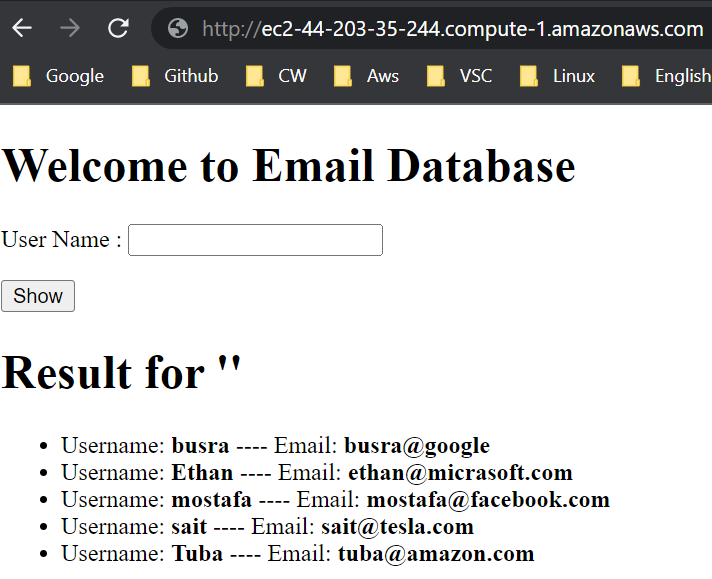 http://ec2-44-203-35-244.compute-1.amazonaws.com
Google Github CW Aws VSC Linux English
Welcome to Email Database
User Name :
Show
Result for ''
• Username: busra ---- Email: busra@google
• Username: Ethan ---- Email: ethan@micrasoft.com
• Username: mostafa ---- Email: mostafa@facebook.com
• Username: sait ---- Email: sait@tesla.com
• Username: Tuba ---- Email: tuba@amazon.com